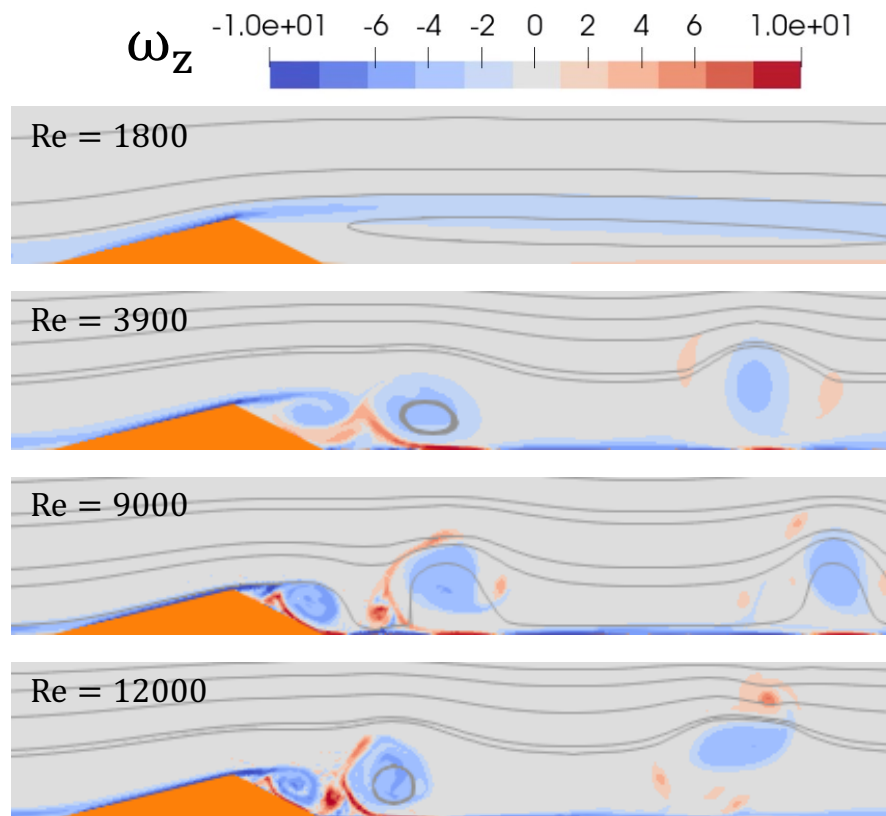 -1.0e+01 -6 -4 -2 0 2 4 6 1.0e+01
ω_z
Re = 1800
Re = 3900
Re = 9000
Re = 12000